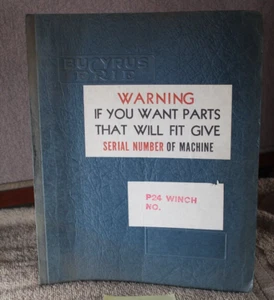 BUCYRUS
ERIE
WARNING
IF YOU WANT PARTS
THAT WILL FIT GIVE
SERIAL NUMBER OF MACHINE
P24 WINCH
NO.